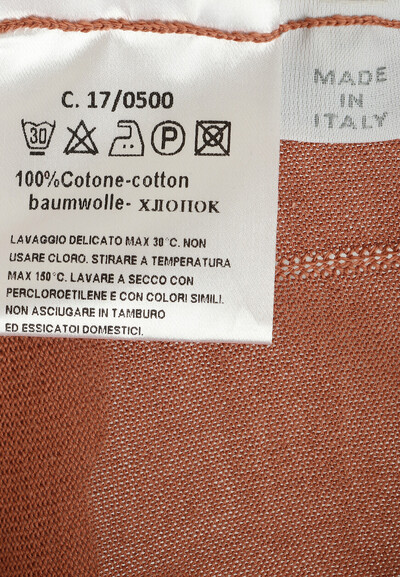 C. 17/0500
MADE
IN
ITALY
30 P
100%Cotone-cotton
baumwolle- хлопок
LAVAGGIO DELICATO MAX 30°C. NON
USARE CLORO. STIRARE A TEMPERATURA
MAX 150°C. LAVARE A SECCO CON
PERCLOROETILENE E CON COLORI SIMILI.
NON ASCIUGARE IN TAMBURO
ED ESSICATOI DOMESTICI.